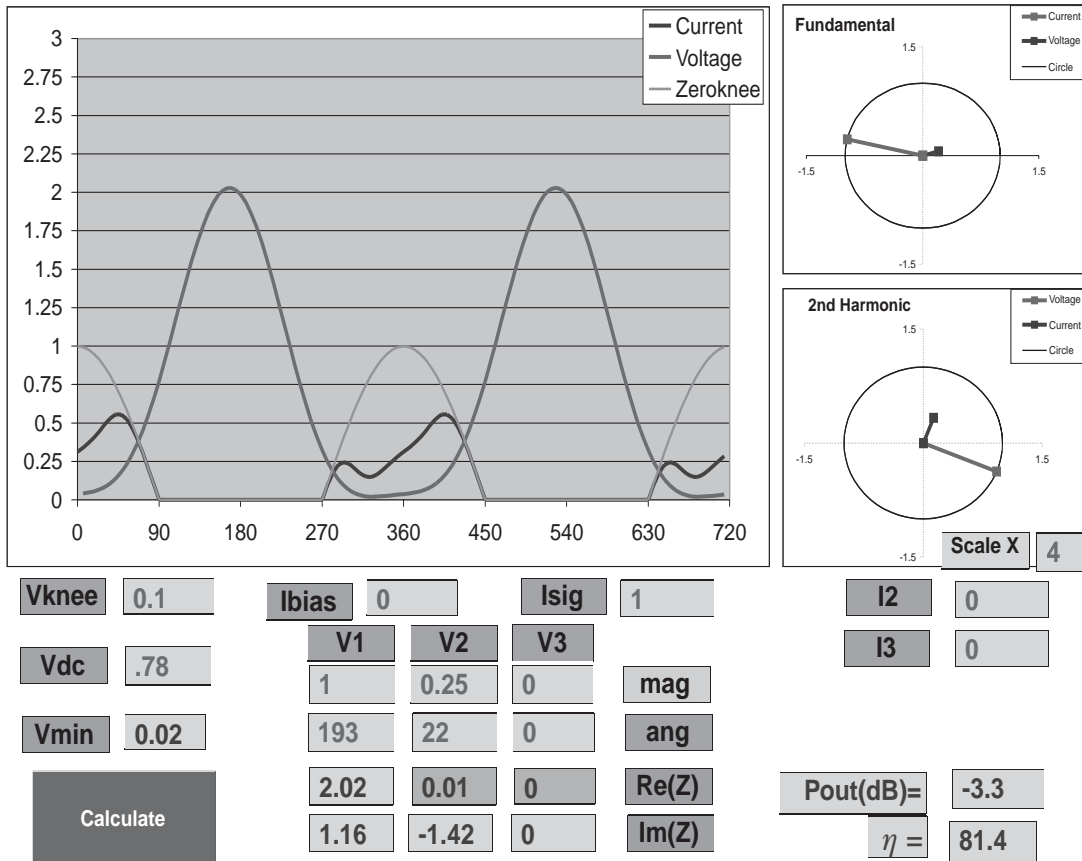 Current
Voltage
Zeroknee
3
2.75
2.5
2.25
2
1.75
1.5
1.25
1
0.75
0.5
0.25
0
0 90 180 270 360 450 540 630 720
Fundamental
Current
Voltage
Circle
1.5
-1.5 1.5
-1.5
2nd Harmonic
Voltage
Current
Circle
1.5
-1.5 1.5
-1.5
Scale X 4
Vknee 0.1 Ibias 0 Isig 1 I2 0
V1 V2 V3 I3 0
Vdc .78 1 0.25 0 mag
Vmin 0.02 193 22 0 ang
Calculate 2.02 0.01 0 Re(Z) Pout(dB)= -3.3
1.16 -1.42 0 Im(Z) η = 81.4